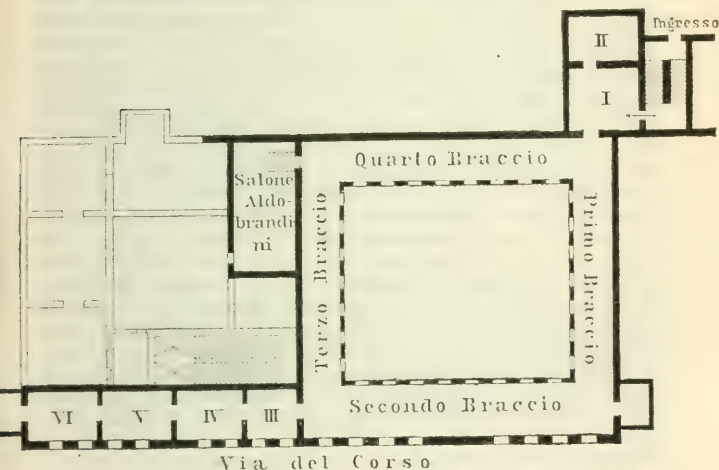 Ingresso
II
I
Quarto Braccio
Salone
Aldo-
brandi
ni
Terzo Braccio
Primo Braccio
Secondo Braccio
VI
V
IV
III
Via del Corso